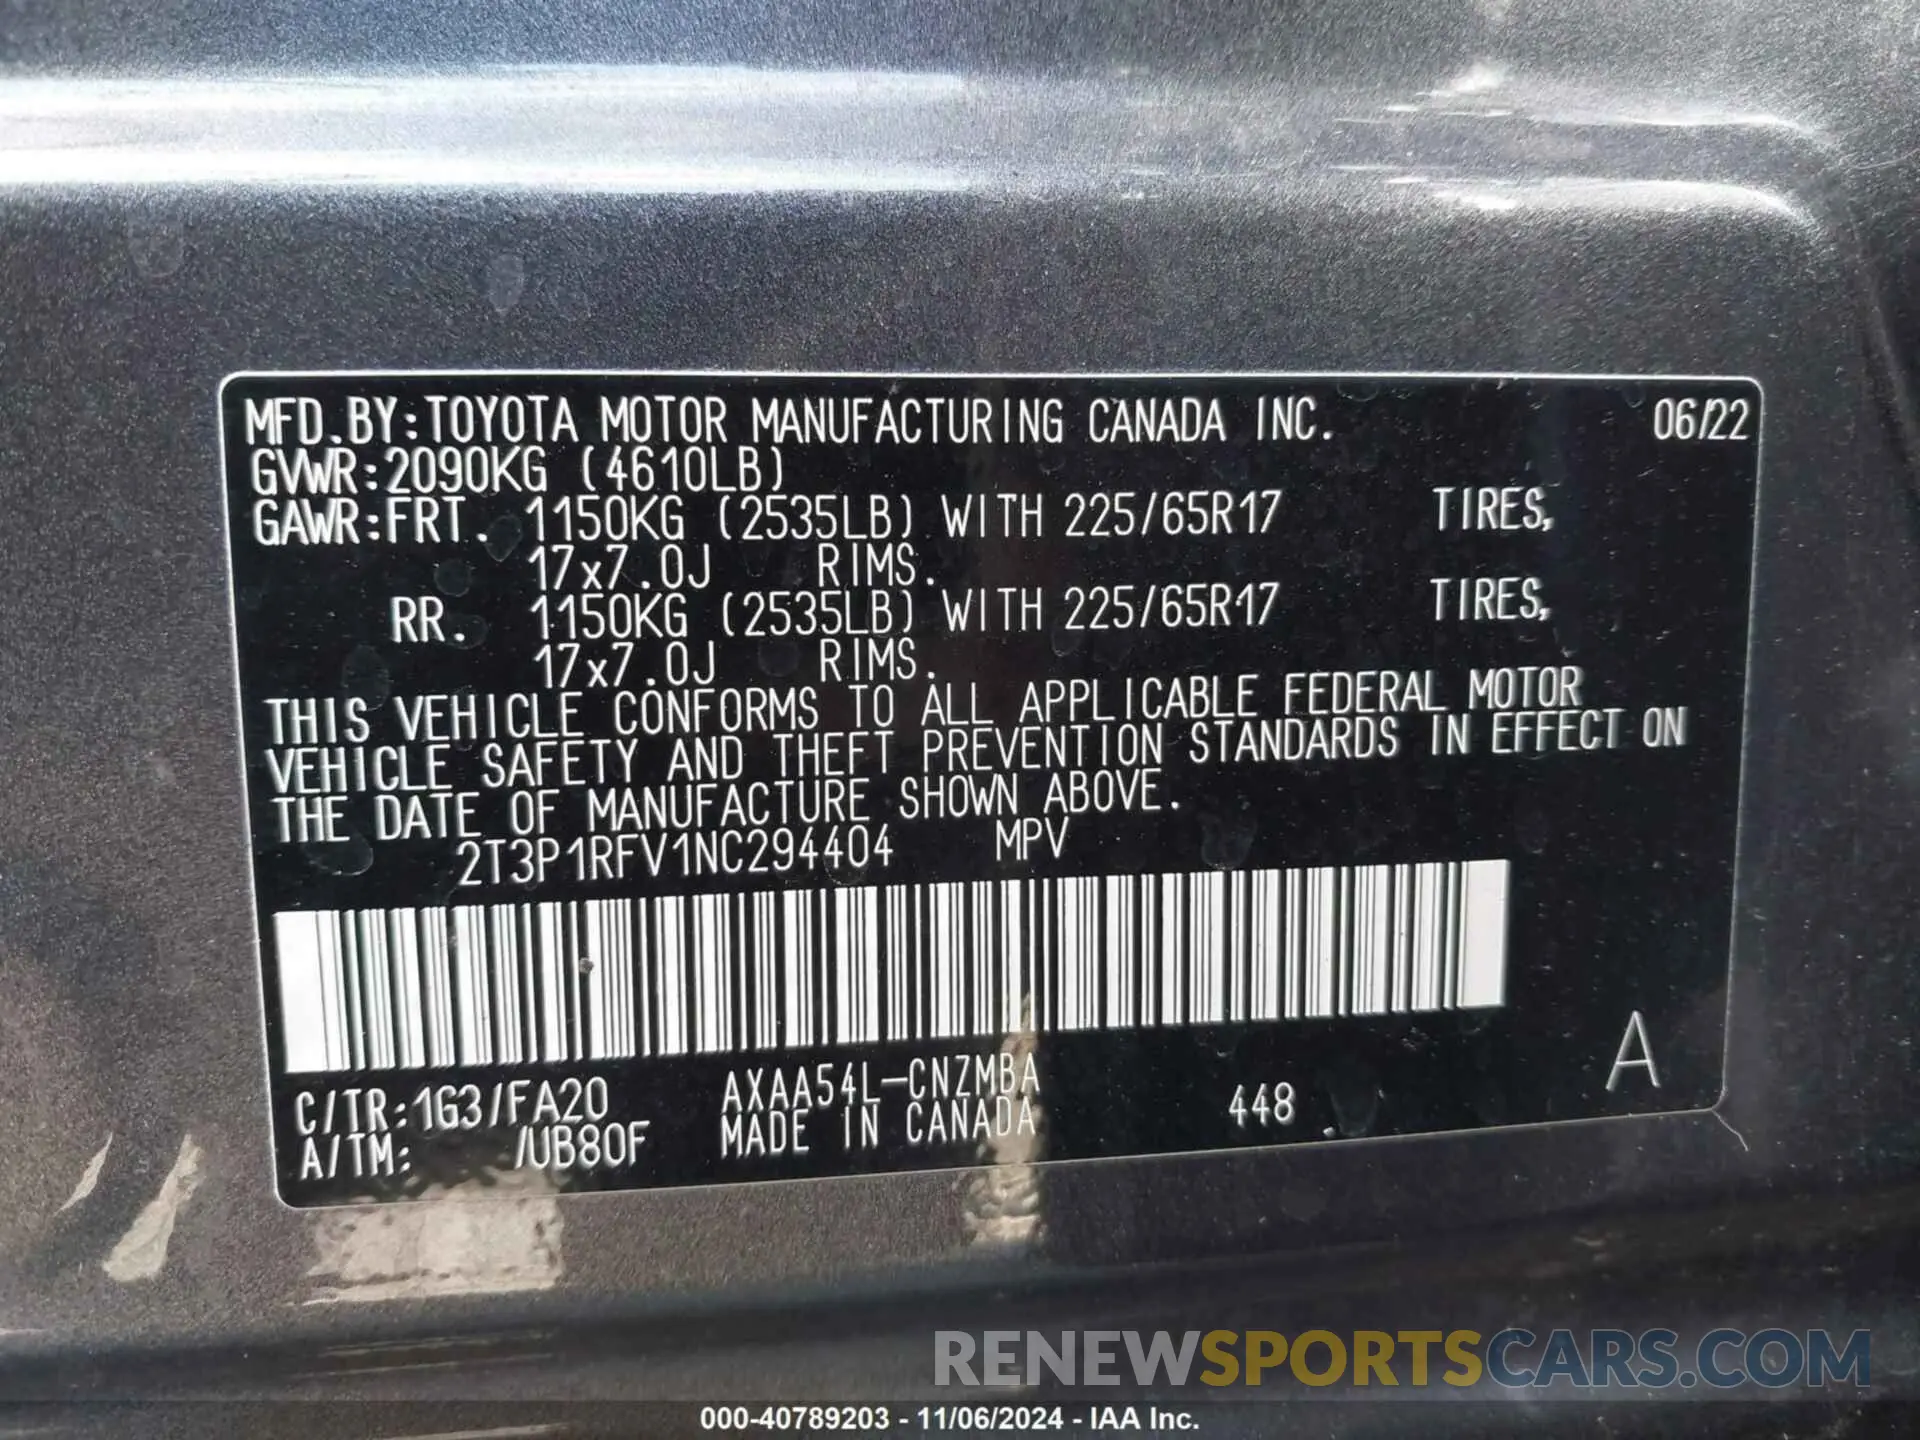 MFD.BY:TOYOTA MOTOR MANUFACTURING CANADA INC. 06/22
GVWR:2090KG (4610LB)
GAWR:FRT. 1150KG (2535LB) WITH 225/65R17 TIRES,
17x7.0J RIMS.
RR. 1150KG (2535LB) WITH 225/65R17 TIRES,
17x7.0J RIMS.
THIS VEHICLE CONFORMS TO ALL APPLICABLE FEDERAL MOTOR
VEHICLE SAFETY AND THEFT PREVENTION STANDARDS IN EFFECT ON
THE DATE OF MANUFACTURE SHOWN ABOVE.
2T3P1RFV1NC294404 MPV
C/TR:1G3/FA20 AXAA54L-CNZMBA 448 A
A/TM: /UB80F MADE IN CANADA
RENEWSPORTSCARS.COM
000-40789203 - 11/06/2024 - IAA Inc.